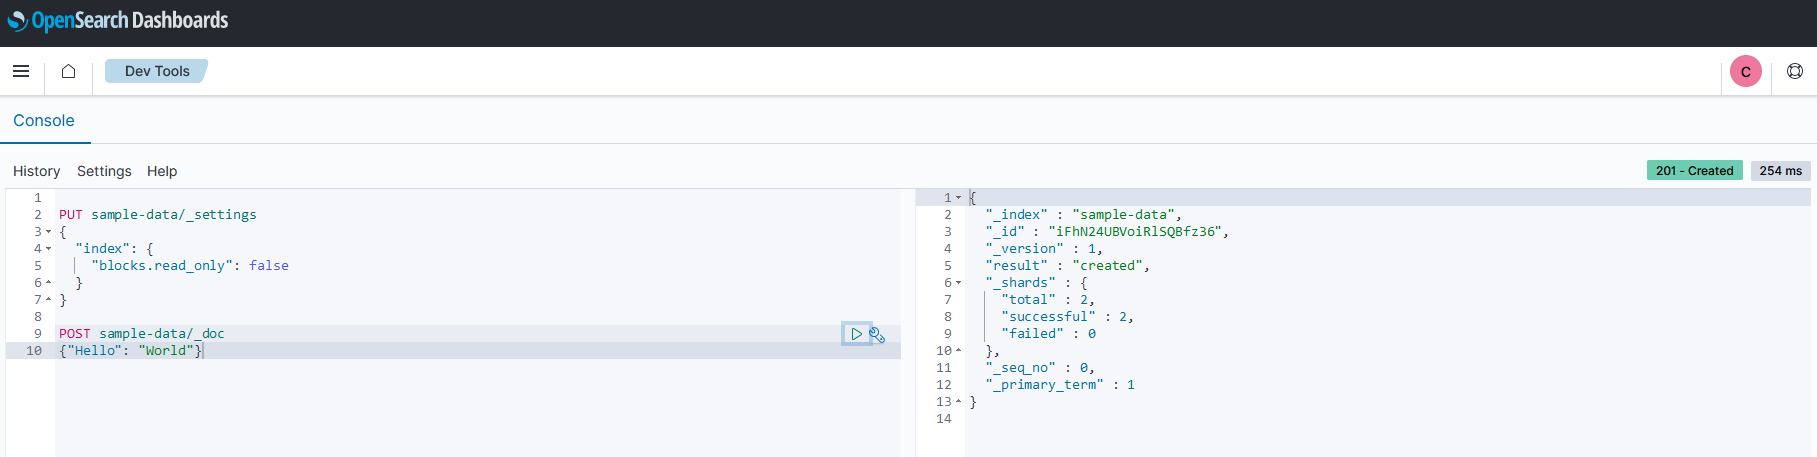 OpenSearch Dashboards
Dev Tools
C
Console
History Settings Help
201 - Created 254 ms
1
2 PUT sample-data/_settings
3 {
4 "index": {
5 "blocks.read_only": false
6 }
7 }
8
9 POST sample-data/_doc
10 {"Hello": "World"}
1 {
2 "_index" : "sample-data",
3 "_id" : "iFhN24UBVoiRlSQBfz36",
4 "_version" : 1,
5 "result" : "created",
6 "_shards" : {
7 "total" : 2,
8 "successful" : 2,
9 "failed" : 0
10 },
11 "_seq_no" : 0,
12 "_primary_term" : 1
13 }
14